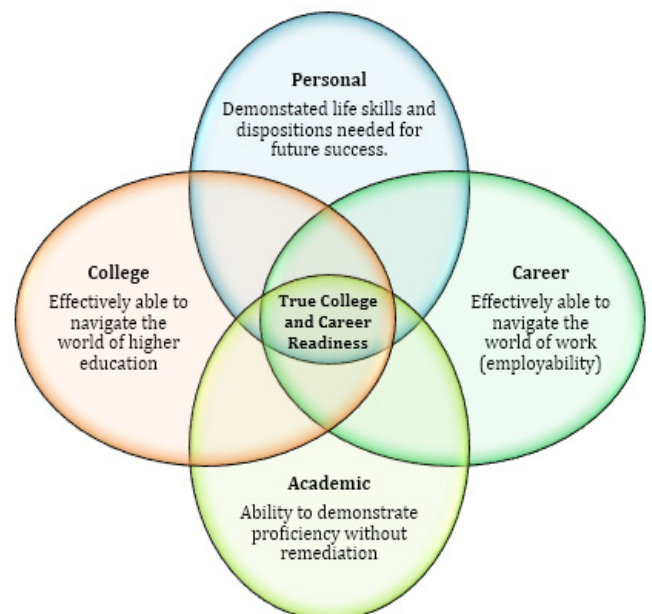 Personal
Demonstated life skills and
dispositions needed for
future success.
College
Effectively able to
navigate the
world of higher
education
True College
and Career
Readiness
Career
Effectively able to
navigate the
world of work
(employability)
Academic
Ability to demonstrate
proficiency without
remediation